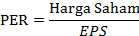 PER = Harga Saham / EPS